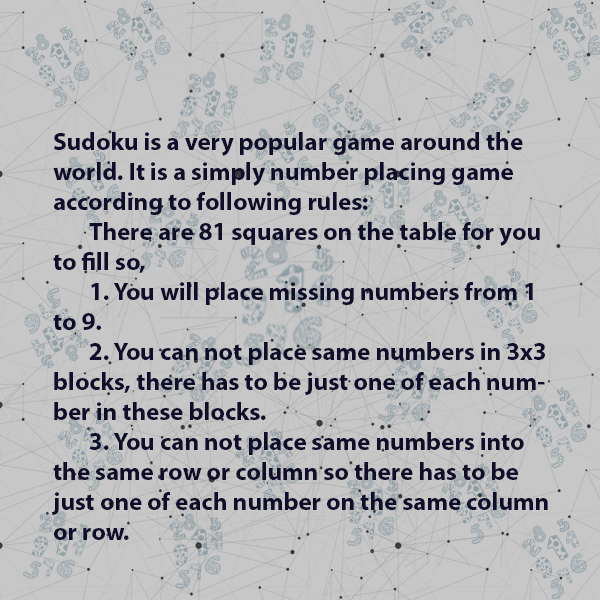 Sudoku is a very popular game around the
world. It is a simply number placing game
according to following rules:
There are 81 squares on the table for you
to fill so,
1. You will place missing numbers from 1
to 9.
2. You can not place same numbers in 3x3
blocks, there has to be just one of each num-
ber in these blocks.
3. You can not place same numbers into
the same row or column so there has to be
just one of each number on the same column
or row.